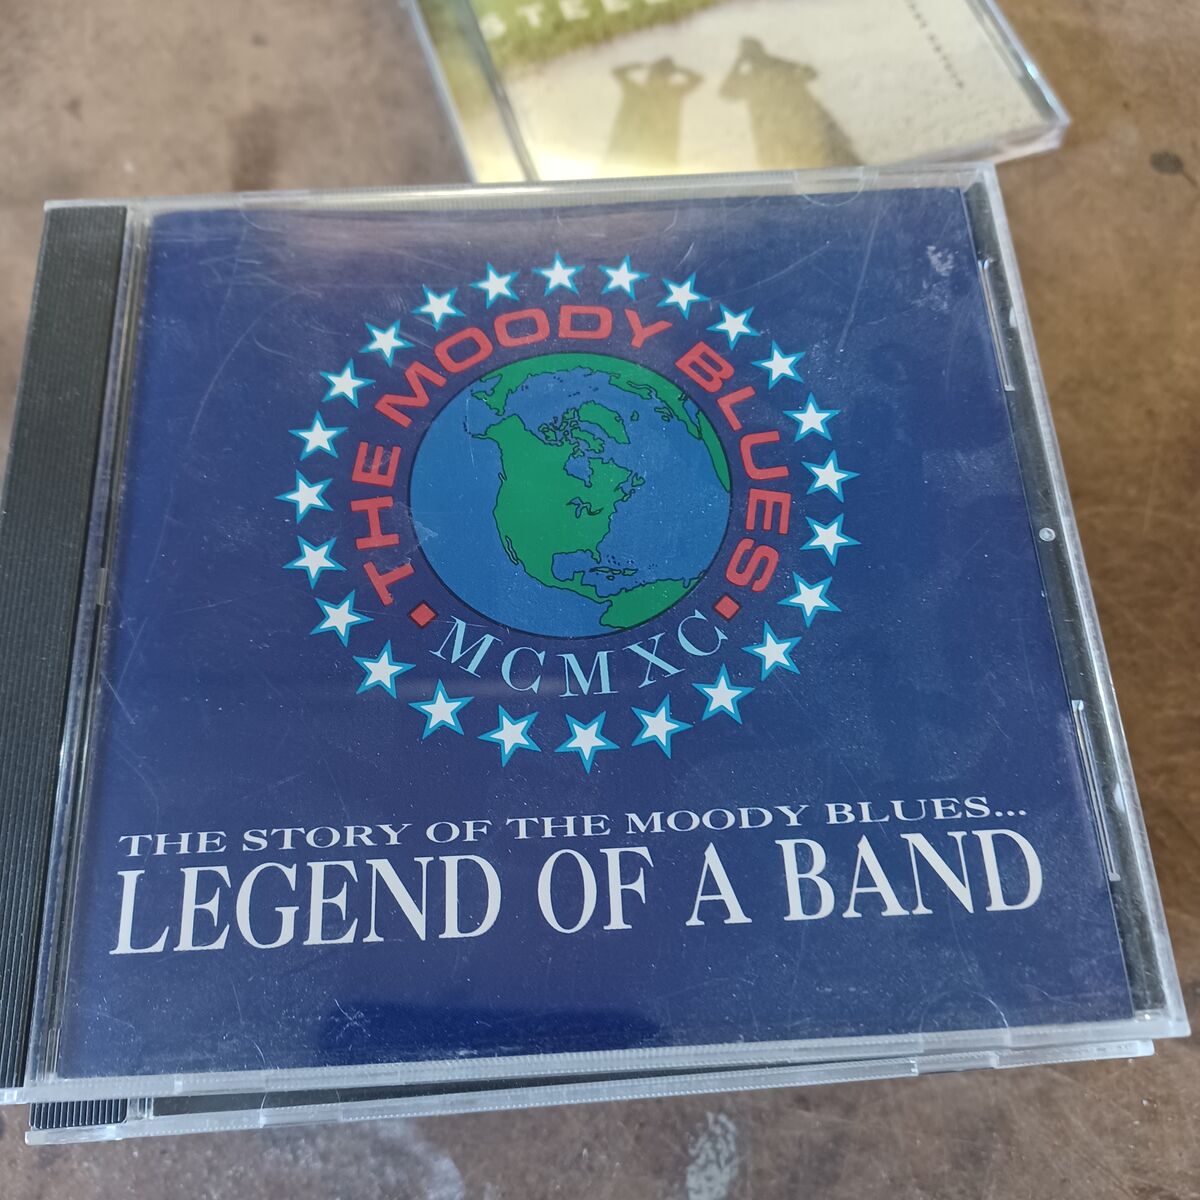 THE MOODY BLUES
MCMXC
THE STORY OF THE MOODY BLUES...
LEGEND OF A BAND